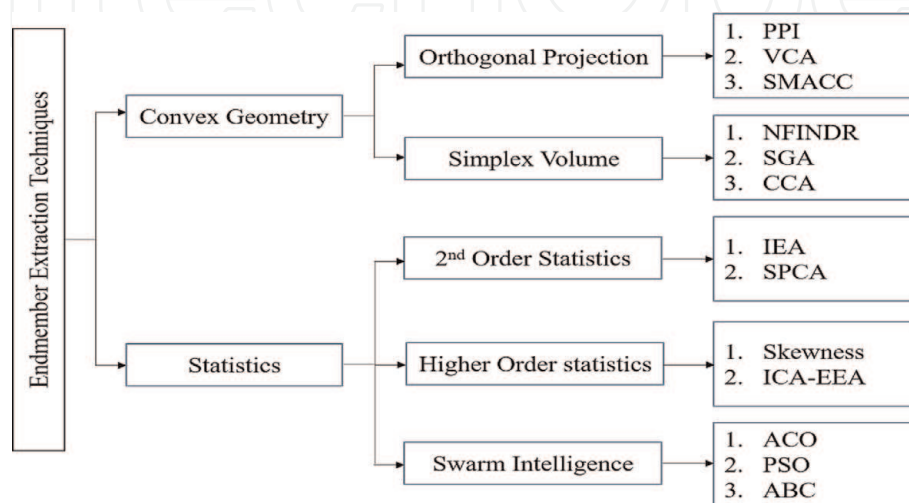 Endmember Extraction Techniques
Convex Geometry
Orthogonal Projection
1. PPI
2. VCA
3. SMACC
Simplex Volume
1. NFINDR
2. SGA
3. CCA
Statistics
2nd Order Statistics
1. IEA
2. SPCA
Higher Order statistics
1. Skewness
2. ICA-EEA
Swarm Intelligence
1. ACO
2. PSO
3. ABC